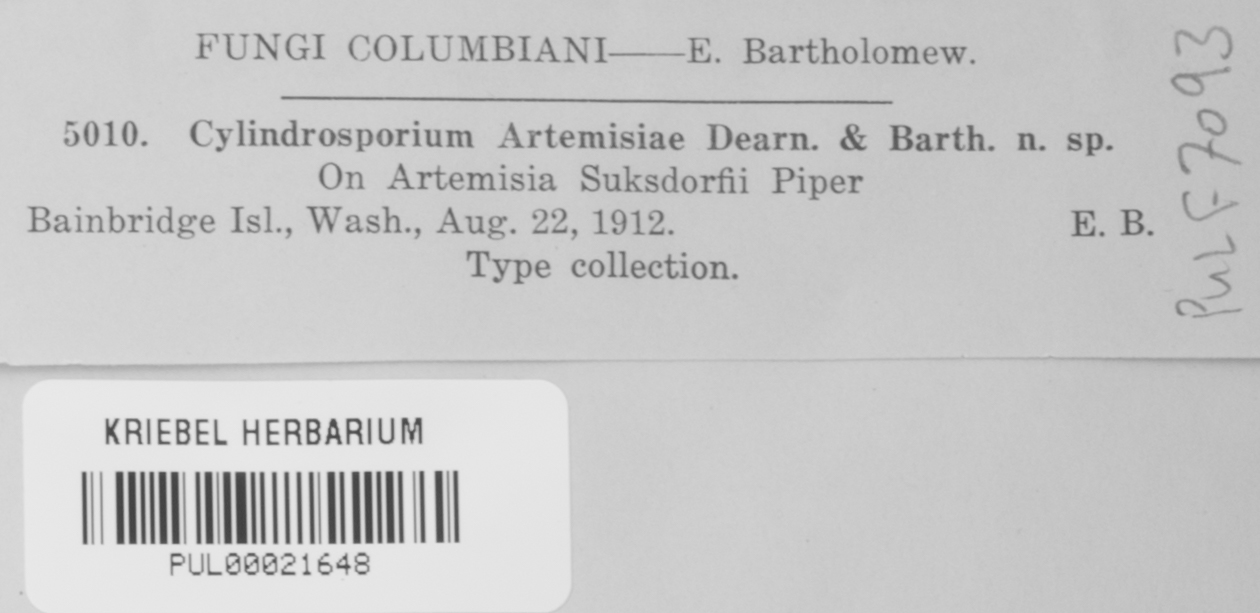 FUNGI COLUMBIANI——E. Bartholomew.
5010. Cylindrosporium Artemisiae Dearn. & Barth. n. sp.
On Artemisia Suksdorfii Piper
Bainbridge Isl., Wash., Aug. 22, 1912. E. B.
Type collection.
PUL F7093
KRIEBEL HERBARIUM
PUL00021648